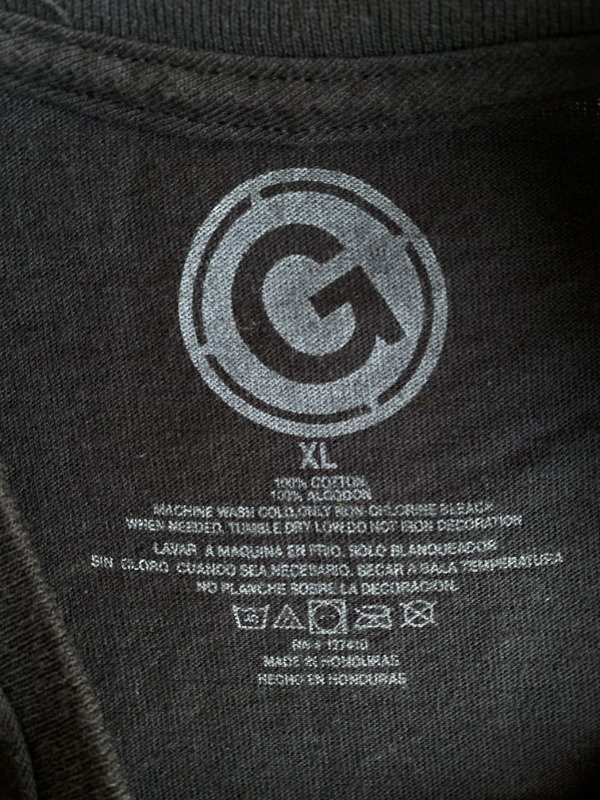 G
XL
100% COTTON
100% ALGODON
MACHINE WASH COLD,ONLY NON-CHLORINE BLEACH
WHEN NEEDED. TUMBLE DRY LOW.DO NOT IRON DECORATION
LAVAR A MAQUINA EN FRIO. SOLO BLANQUEADOR
SIN CLORO CUANDO SEA NECESARIO. SECAR A BAJA TEMPERATURA
NO PLANCHE SOBRE LA DECORACION.
RN # 137410
MADE IN HONDURAS
HECHO EN HONDURAS